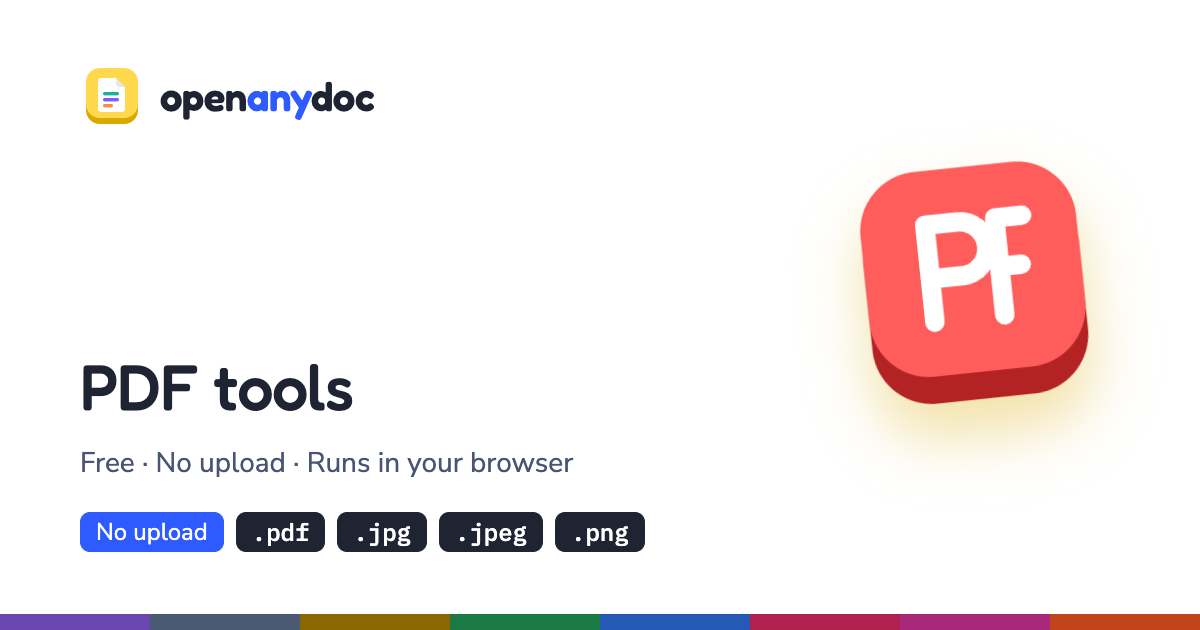 openanydoc
PF
PDF tools
Free · No upload · Runs in your browser
No upload .pdf .jpg .jpeg .png